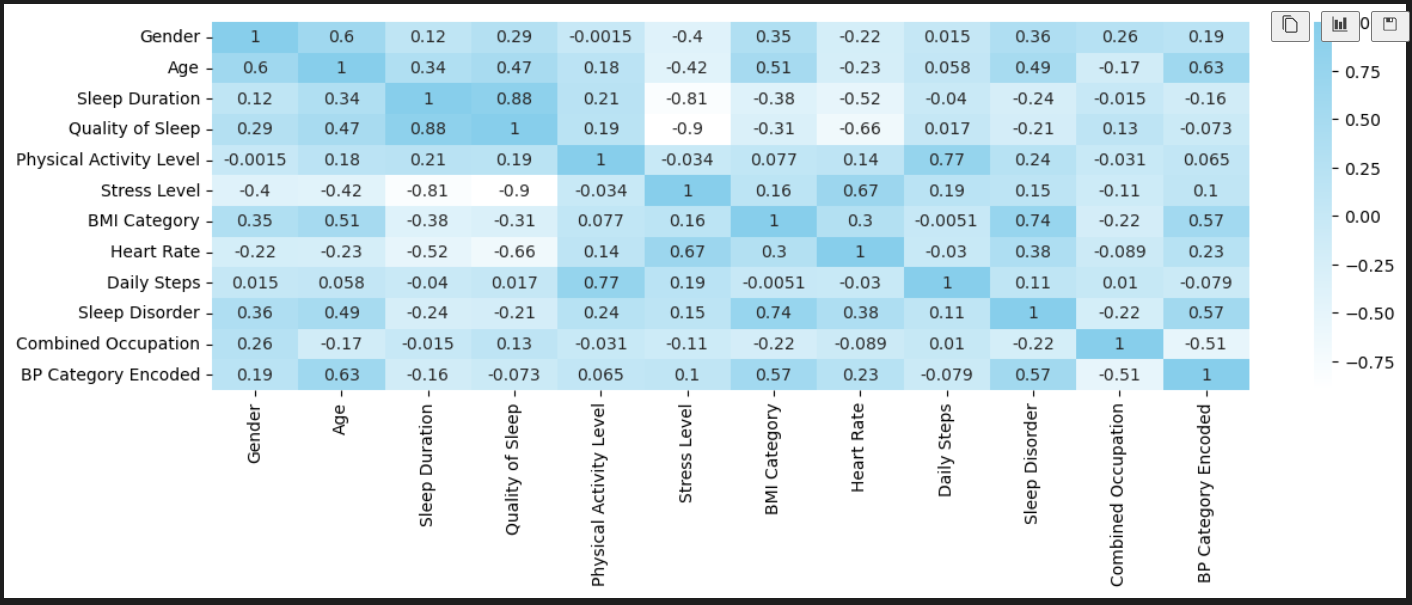 Gender 1 0.6 0.12 0.29 -0.0015 -0.4 0.35 -0.22 0.015 0.36 0.26 0.19
Age 0.6 1 0.34 0.47 0.18 -0.42 0.51 -0.23 0.058 0.49 -0.17 0.63
Sleep Duration 0.12 0.34 1 0.88 0.21 -0.81 -0.38 -0.52 -0.04 -0.24 -0.015 -0.16
Quality of Sleep 0.29 0.47 0.88 1 0.19 -0.9 -0.31 -0.66 0.017 -0.21 0.13 -0.073
Physical Activity Level -0.0015 0.18 0.21 0.19 1 -0.034 0.077 0.14 0.77 0.24 -0.031 0.065
Stress Level -0.4 -0.42 -0.81 -0.9 -0.034 1 0.16 0.67 0.19 0.15 -0.11 0.1
BMI Category 0.35 0.51 -0.38 -0.31 0.077 0.16 1 0.3 -0.0051 0.74 -0.22 0.57
Heart Rate -0.22 -0.23 -0.52 -0.66 0.14 0.67 0.3 1 -0.03 0.38 -0.089 0.23
Daily Steps 0.015 0.058 -0.04 0.017 0.77 0.19 -0.0051 -0.03 1 0.11 0.01 -0.079
Sleep Disorder 0.36 0.49 -0.24 -0.21 0.24 0.15 0.74 0.38 0.11 1 -0.22 0.57
Combined Occupation 0.26 -0.17 -0.015 0.13 -0.031 -0.11 -0.22 -0.089 0.01 -0.22 1 -0.51
BP Category Encoded 0.19 0.63 -0.16 -0.073 0.065 0.1 0.57 0.23 -0.079 0.57 -0.51 1
Gender
Age
Sleep Duration
Quality of Sleep
Physical Activity Level
Stress Level
BMI Category
Heart Rate
Daily Steps
Sleep Disorder
Combined Occupation
BP Category Encoded
0.75
0.50
0.25
0.00
−0.25
−0.50
−0.75